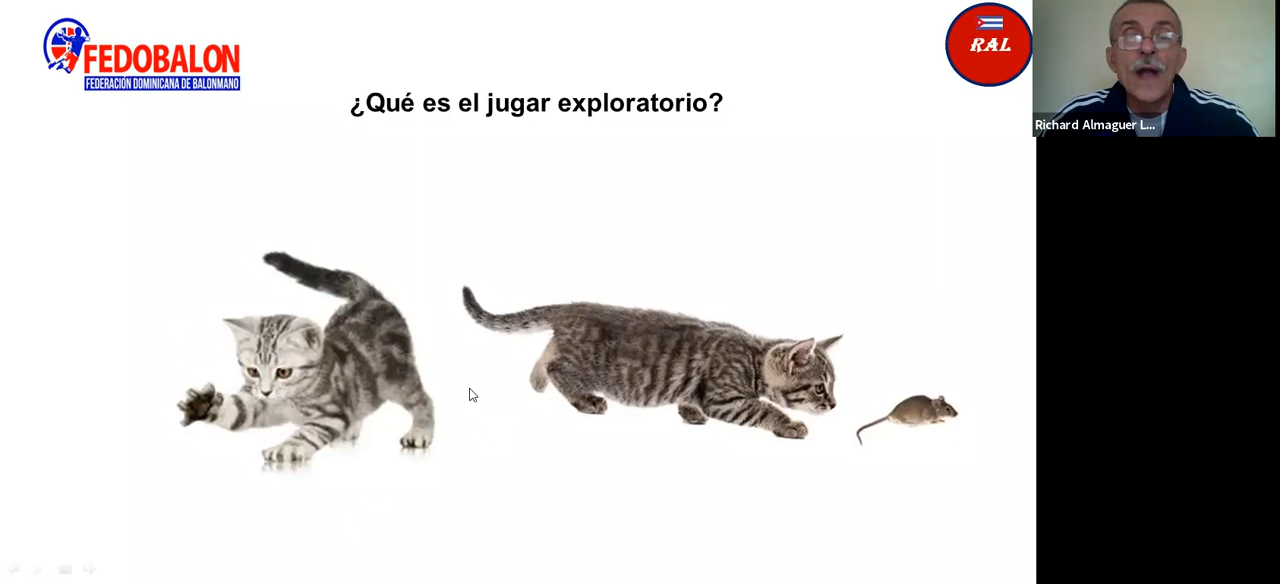 FEDOBALON
FEDERACIÓN DOMINICANA DE BALONMANO
RAL
¿Qué es el jugar exploratorio?
Richard Almaguer L...